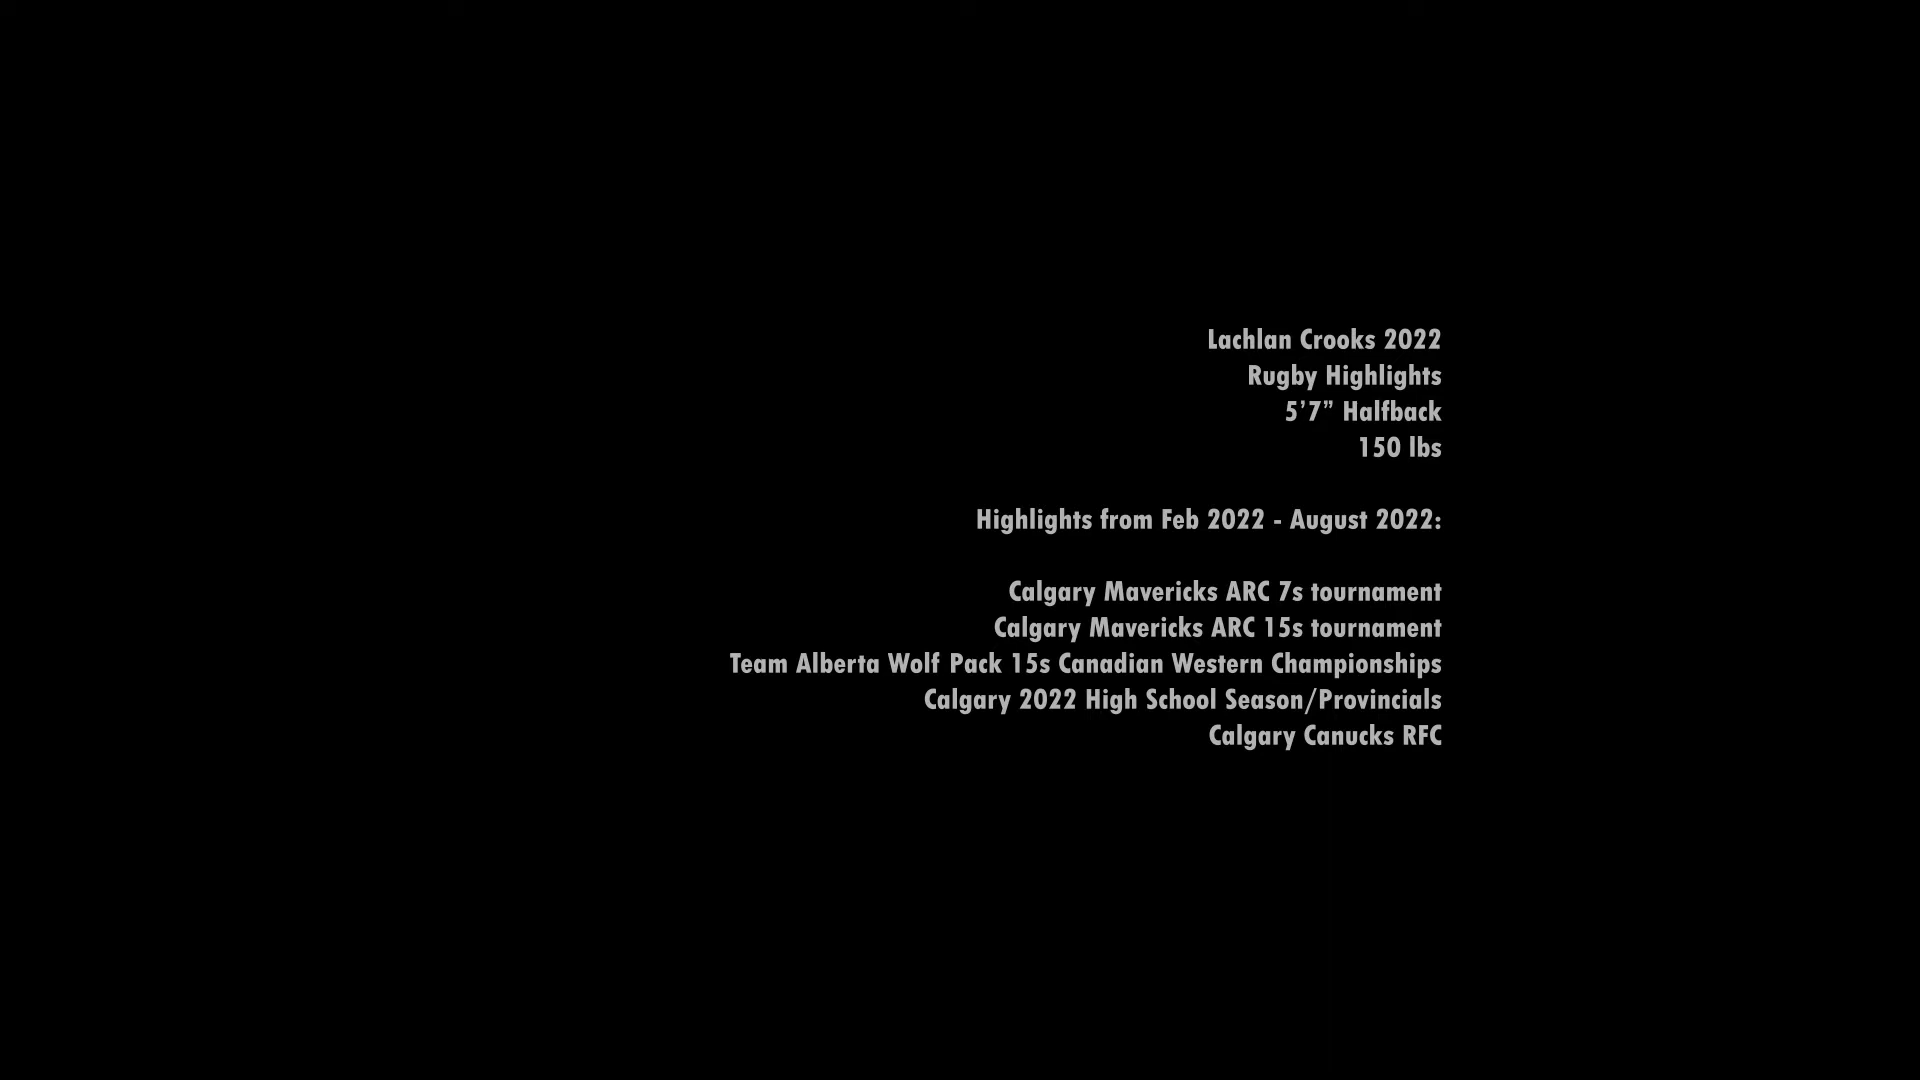 Lachlan Crooks 2022
Rugby Highlights
5’7” Halfback
150 lbs
Highlights from Feb 2022 - August 2022:
Calgary Mavericks ARC 7s tournament
Calgary Mavericks ARC 15s tournament
Team Alberta Wolf Pack 15s Canadian Western Championships
Calgary 2022 High School Season/Provincials
Calgary Canucks RFC